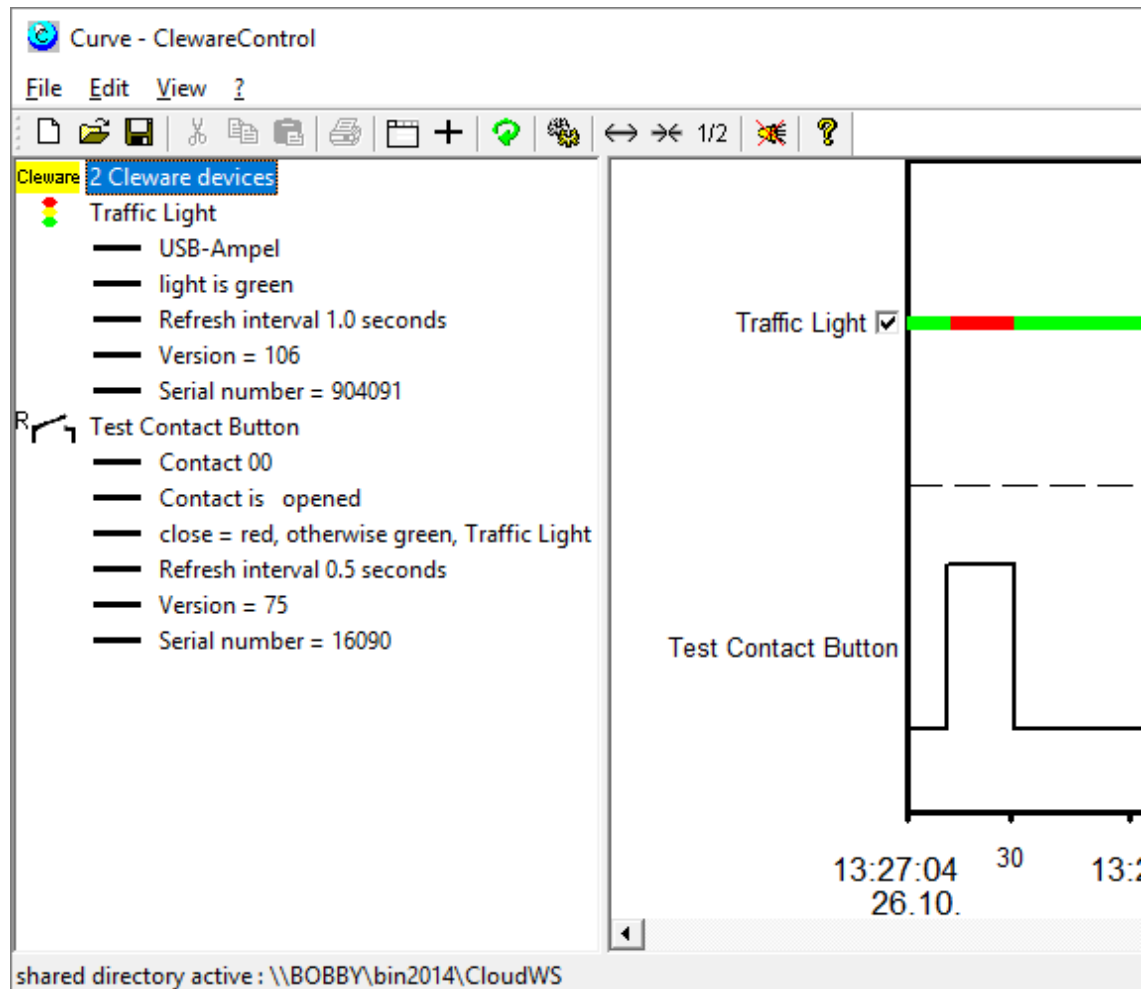 Curve - ClewareControl
File Edit View ?
1/2
Cleware 2 Cleware devices
Traffic Light
USB-Ampel
light is green
Refresh interval 1.0 seconds
Version = 106
Serial number = 904091
R Test Contact Button
Contact 00
Contact is opened
close = red, otherwise green, Traffic Light
Refresh interval 0.5 seconds
Version = 75
Serial number = 16090
Traffic Light
Test Contact Button
13:27:04 30 13:2
26.10.
shared directory active : \\BOBBY\bin2014\CloudWS